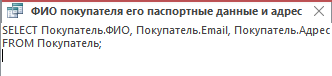 ФИО покупателя его паспортные данные и адрес
SELECT Покупатель.ФИО, Покупатель.Email, Покупатель.Адрес
FROM Покупатель;